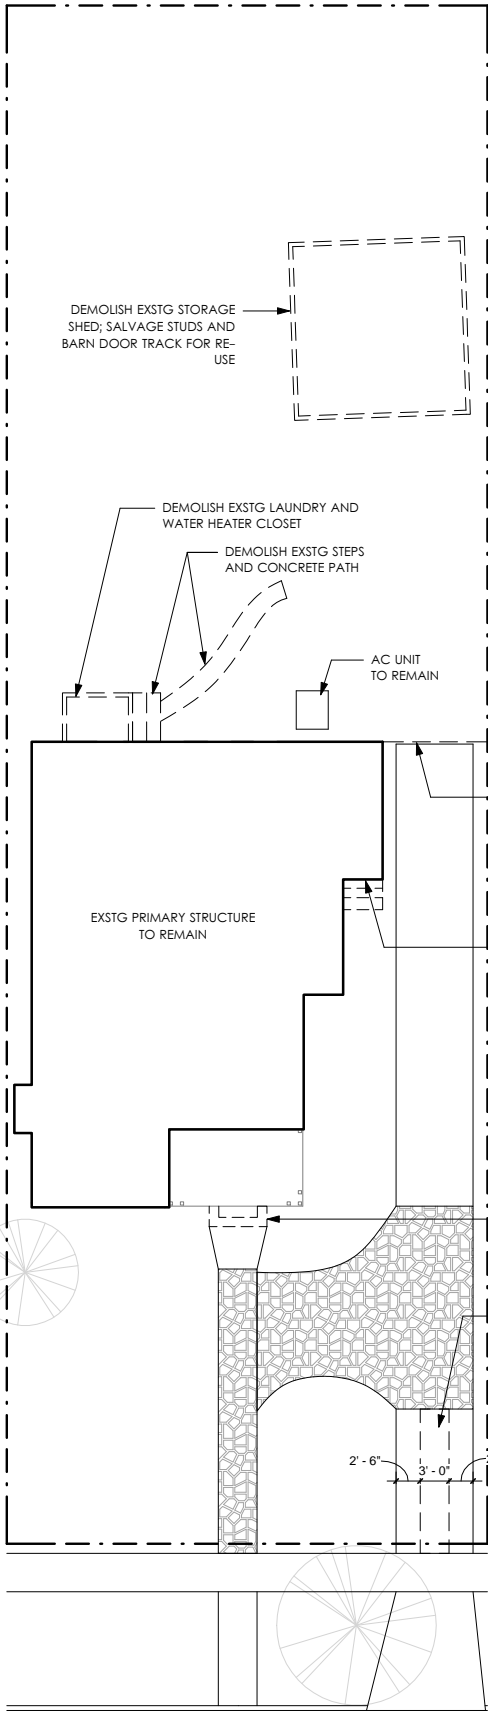 DEMOLISH EXSTG STORAGE
SHED; SALVAGE STUDS AND
BARN DOOR TRACK FOR RE-
USE
DEMOLISH EXSTG LAUNDRY AND
WATER HEATER CLOSET
DEMOLISH EXSTG STEPS
AND CONCRETE PATH
AC UNIT
TO REMAIN
EXSTG PRIMARY STRUCTURE
TO REMAIN
2' - 6"
3' - 0"